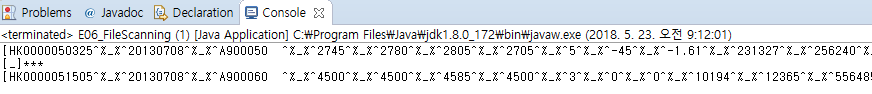 Problems @ Javadoc Declaration Console
<terminated> E06_FileScanning (1) [Java Application] C:₩Program Files₩Java₩jdk1.8.0_172₩bin₩javaw.exe (2018. 5. 23. 오전 9:12:01)
[HK0000050325^%_%^20130708^%_%^A900050   ^%_%^2745^%_%^2780^%_%^2805^%_%^2705^%_%^5^%_%^-45^%_%^-1.61^%_%^231327^%_%^256240^%
[_]***
[HK0000051505^%_%^20130708^%_%^A900060   ^%_%^4500^%_%^4500^%_%^4585^%_%^4500^%_%^3^%_%^0^%_%^0^%_%^10194^%_%^12365^%_%^556485